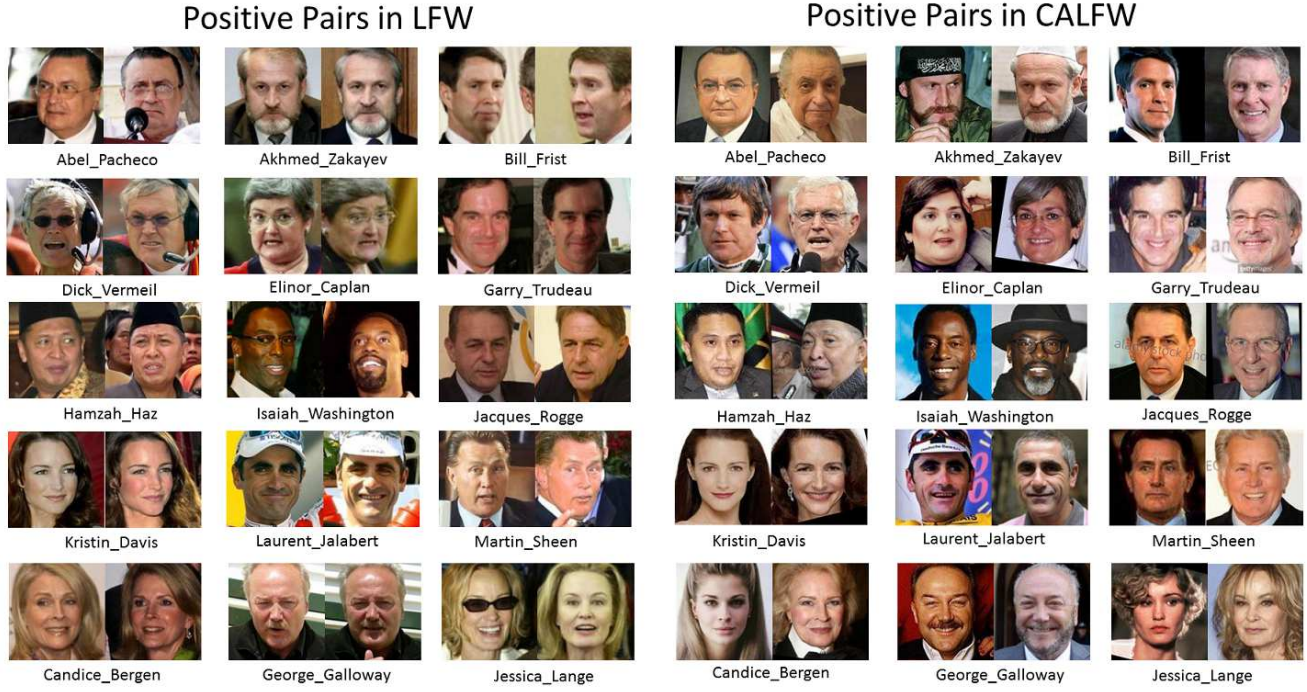 Positive Pairs in LFW
Positive Pairs in CALFW
Abel_Pacheco
Akhmed_Zakayev
Bill_Frist
Abel_Pacheco
Akhmed_Zakayev
Bill_Frist
Dick_Vermeil
Elinor_Caplan
Garry_Trudeau
Dick_Vermeil
Elinor_Caplan
gettyimages
Garry_Trudeau
Hamzah_Haz
Isaiah_Washington
Jacques_Rogge
Hamzah_Haz
Isaiah_Washington
Jacques_Rogge
Kristin_Davis
Laurent_Jalabert
Martin_Sheen
Kristin_Davis
Laurent_Jalabert
Martin_Sheen
Candice_Bergen
George_Galloway
Jessica_Lange
Candice_Bergen
George_Galloway
Jessica_Lange